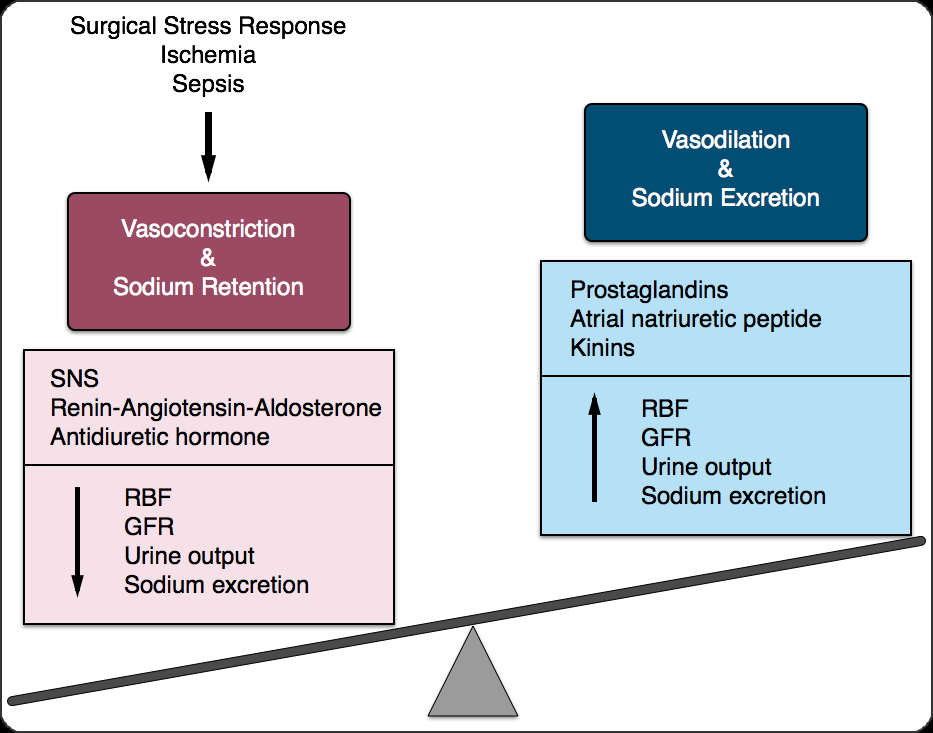 Surgical Stress Response
Ischemia
Sepsis
Vasoconstriction
&
Sodium Retention
SNS
Renin-Angiotensin-Aldosterone
Antidiuretic hormone
RBF
GFR
Urine output
Sodium excretion
Vasodilation
&
Sodium Excretion
Prostaglandins
Atrial natriuretic peptide
Kinins
RBF
GFR
Urine output
Sodium excretion